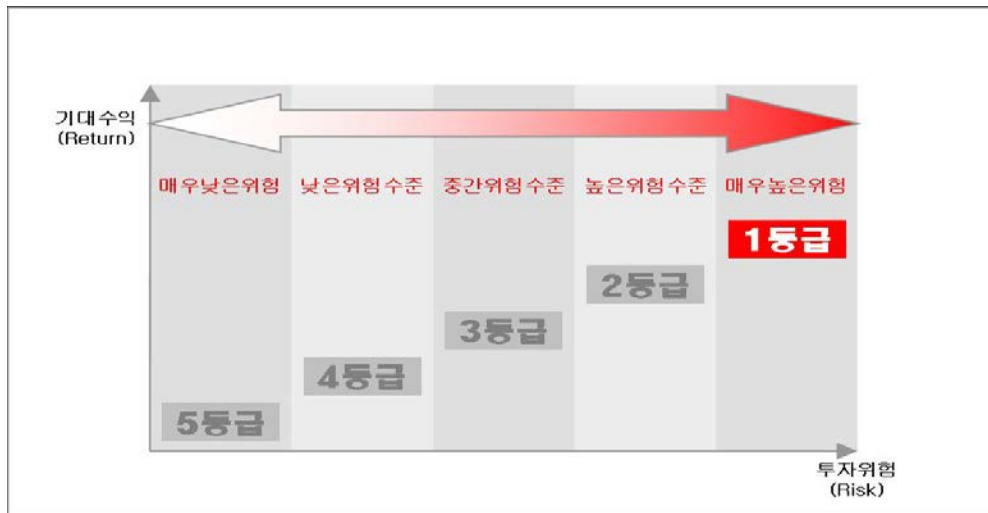 기대수익
(Return)
매우낮은위험 낮은위험수준 중간위험수준 높은위험수준 매우높은위험
1등급
2등급
3등급
4등급
5등급
투자위험
(Risk)